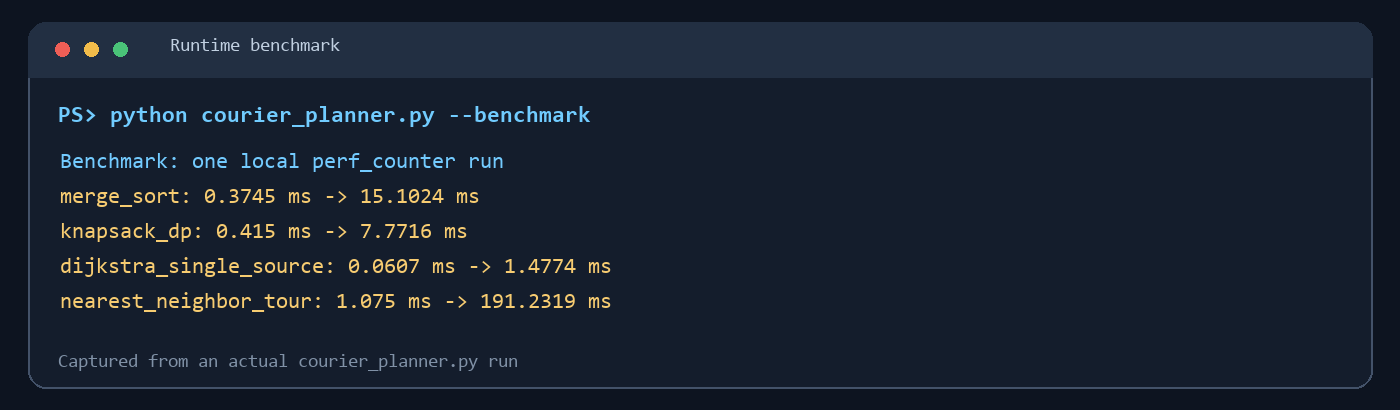 Runtime benchmark
PS> python courier_planner.py --benchmark
Benchmark: one local perf_counter run
merge_sort: 0.3745 ms -> 15.1024 ms
knapsack_dp: 0.415 ms -> 7.7716 ms
dijkstra_single_source: 0.0607 ms -> 1.4774 ms
nearest_neighbor_tour: 1.075 ms -> 191.2319 ms
Captured from an actual courier_planner.py run